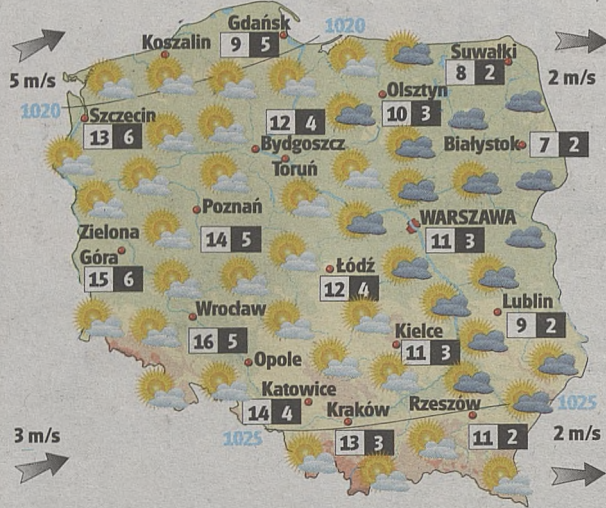 Gdańsk
9 5
1020
Koszalin
Suwałki
8 2
5 m/s
2 m/s
1020
Szczecin
13 6
Olsztyn
10 3
12 4
Bydgoszcz
Toruń
Białystok
7 2
Poznań
14 5
WARSZAWA
11 3
Zielona
Góra
15 6
Łódź
12 4
Wrocław
16 5
Lublin
9 2
Kielce
11 3
Opole
Katowice
14 4
Kraków
13 3
Rzeszów
11 2
1025
1025
3 m/s
2 m/s